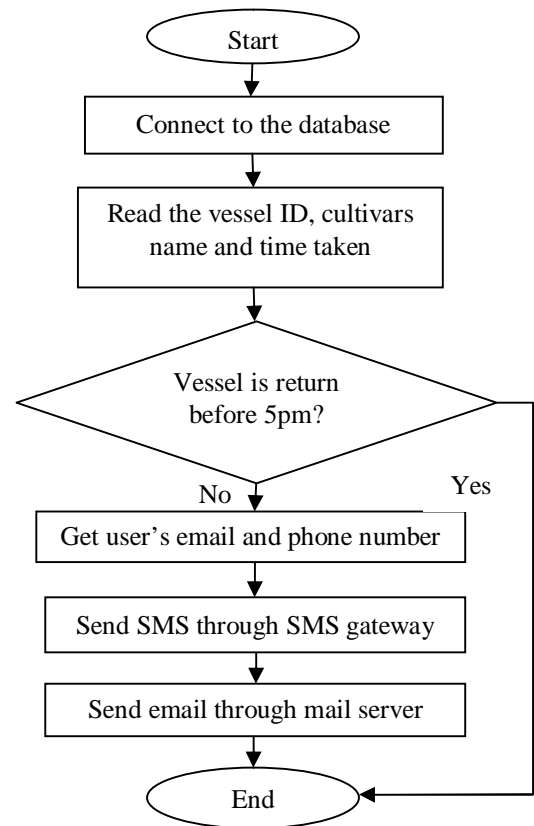 Start
Connect to the database
Read the vessel ID, cultivars
name and time taken
Vessel is return
before 5pm?
No
Yes
Get user's email and phone number
Send SMS through SMS gateway
Send email through mail server
End